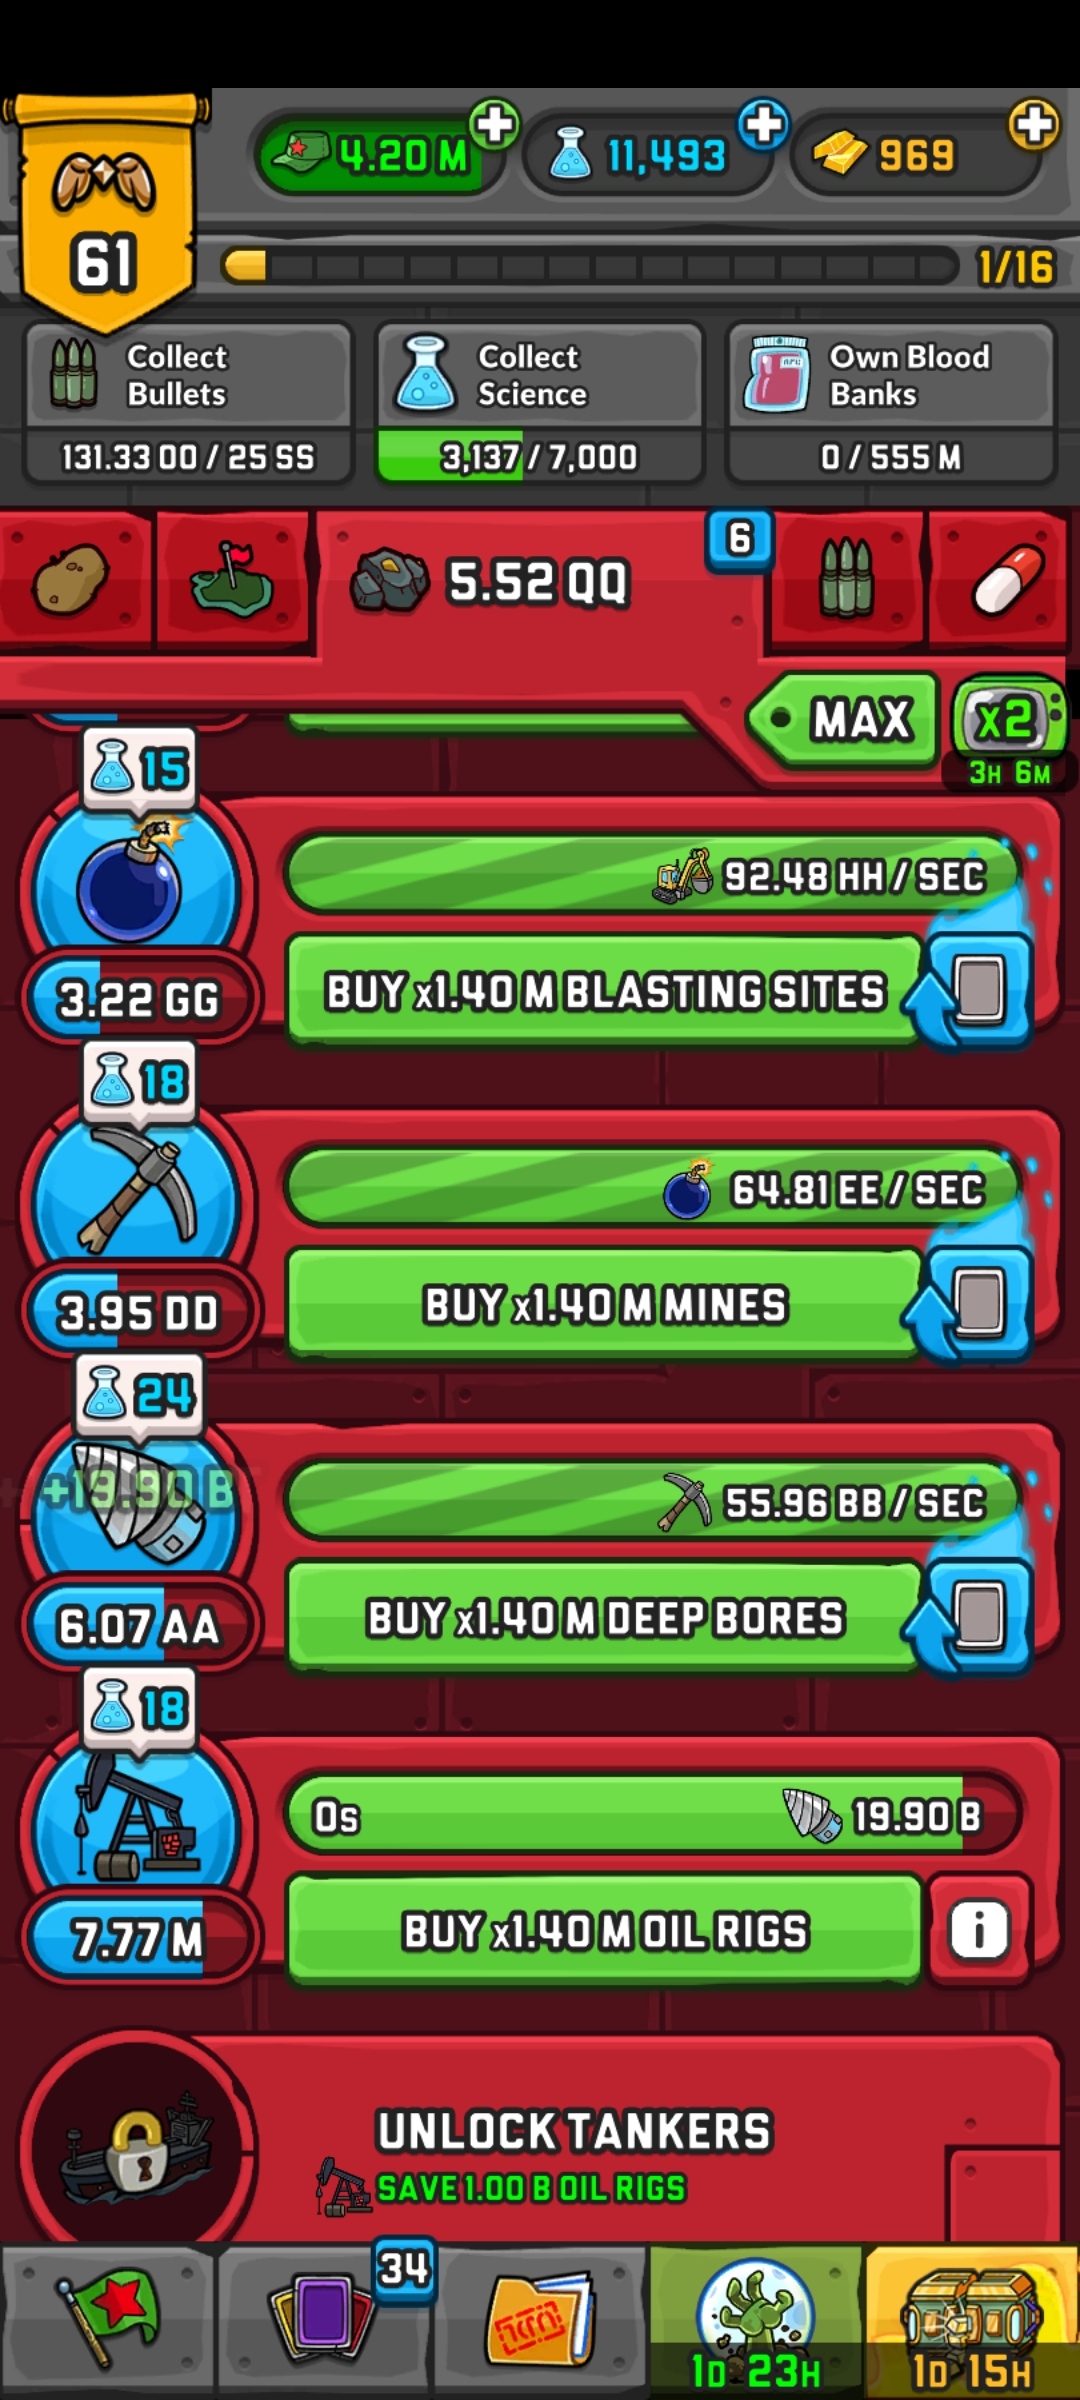 4.20 M
11,493
969
61
1/16
Collect
Bullets
131.33 OO / 25 SS
Collect
Science
3,137 / 7,000
Own Blood
Banks
0 / 555 M
5.52 QQ
6
MAX
x2
3H 6M
15
92.48 HH / SEC
3.22 GG
BUY x1.40 M BLASTING SITES
18
64.81 EE / SEC
3.95 DD
BUY x1.40 M MINES
24
+19.90 B
55.96 BB / SEC
6.07 AA
BUY x1.40 M DEEP BORES
18
0s
19.90 B
7.77 M
BUY x1.40 M OIL RIGS
i
UNLOCK TANKERS
SAVE 1.00 B OIL RIGS
34
1D 23H
1D 15H